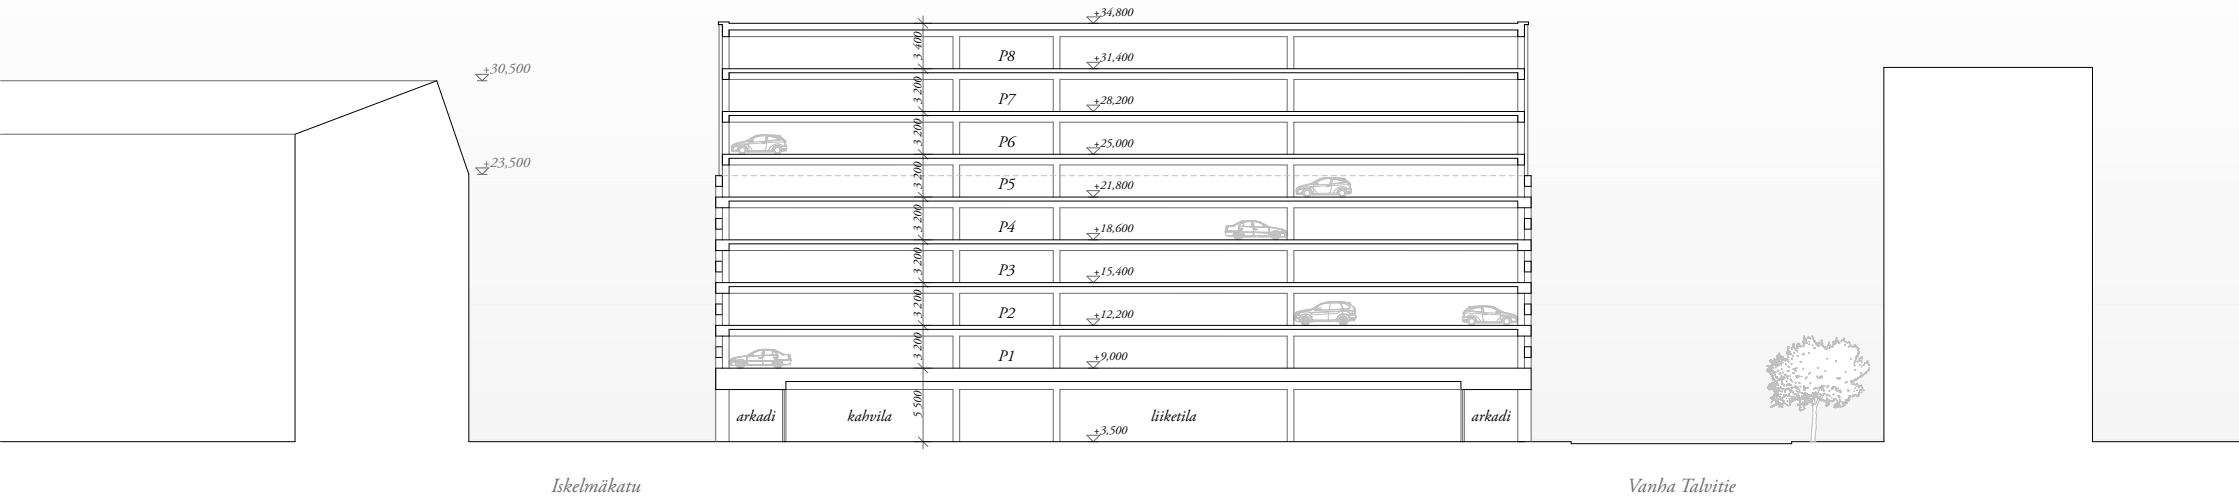 +34,800
3 400
P8
+31,400
+30,500
3 200
P7
+28,200
3 200
P6
+25,000
+23,500
3 200
P5
+21,800
3 200
P4
+18,600
3 200
P3
+15,400
3 200
P2
+12,200
3 200
P1
+9,000
5 500
arkadi
kahvila
liiketila
arkadi
+3,500
Iskelmäkatu
Vanha Talvitie